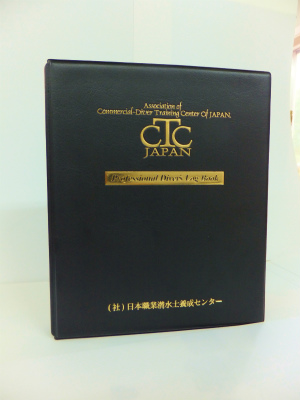 Association of
Commercial-Diver Training Center Of JAPAN.
CTC
JAPAN
Professional Divers Log Book
(社)日本職業潜水士養成センター